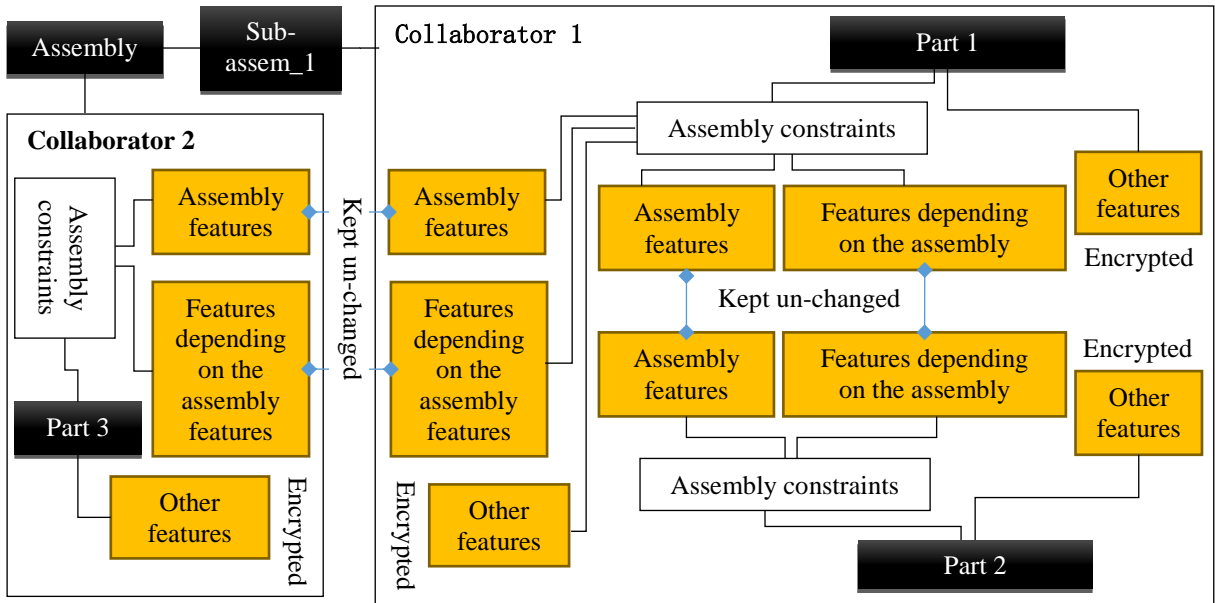 Assembly
Sub-
assem_1
Collaborator 1
Part 1
Assembly constraints
Collaborator 2
Assembly
constraints
Assembly
features
Features
depending
on the
assembly
features
Part 3
Other
features
Encrypted
Kept un-changed
Assembly
features
Features
depending
on the
assembly
features
Encrypted
Other
features
Assembly
features
Features depending
on the assembly
Other
features
Encrypted
Kept un-changed
Assembly
features
Features depending
on the assembly
Encrypted
Other
features
Assembly constraints
Part 2